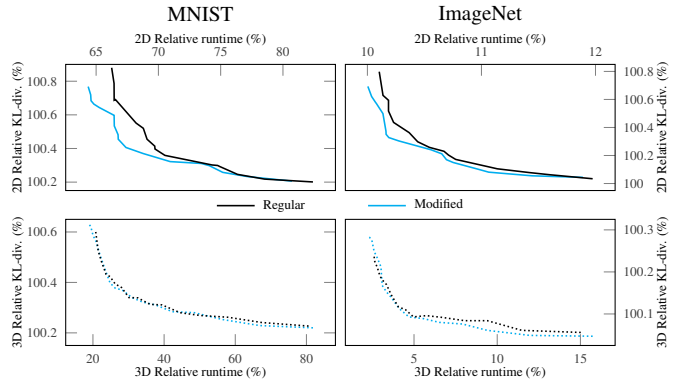 MNIST ImageNet
2D Relative runtime (%) 2D Relative runtime (%)
65 70 75 80 10 11 12
2D Relative KL-div. (%)
100.8
100.6
100.4
100.2
100.8
100.6
100.4
100.2
100
2D Relative KL-div. (%)
Regular Modified
3D Relative KL-div. (%)
100.6
100.4
100.2
100.3
100.2
100.1
3D Relative KL-div. (%)
20 40 60 80 5 10 15
3D Relative runtime (%) 3D Relative runtime (%)